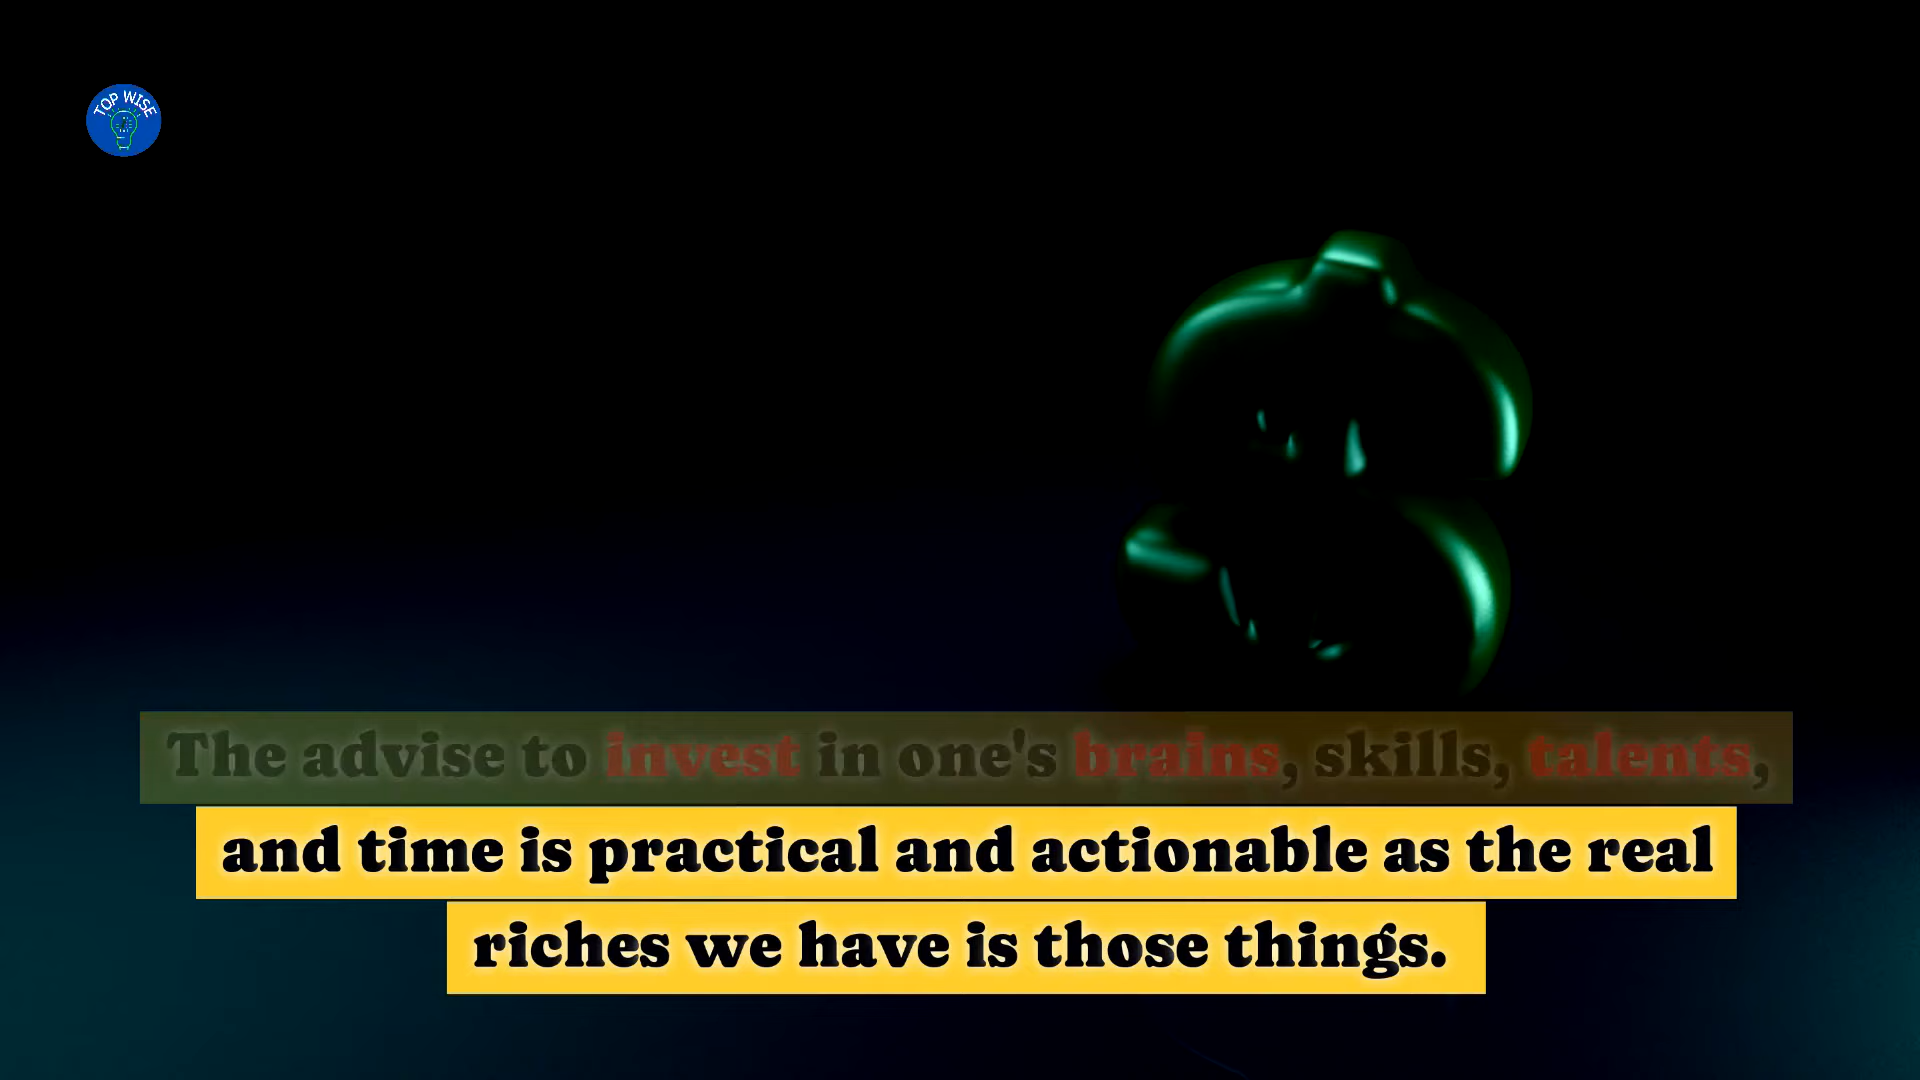 TOP WISE
The advise to invest in one's brains, skills, talents,
and time is practical and actionable as the real
riches we have is those things.